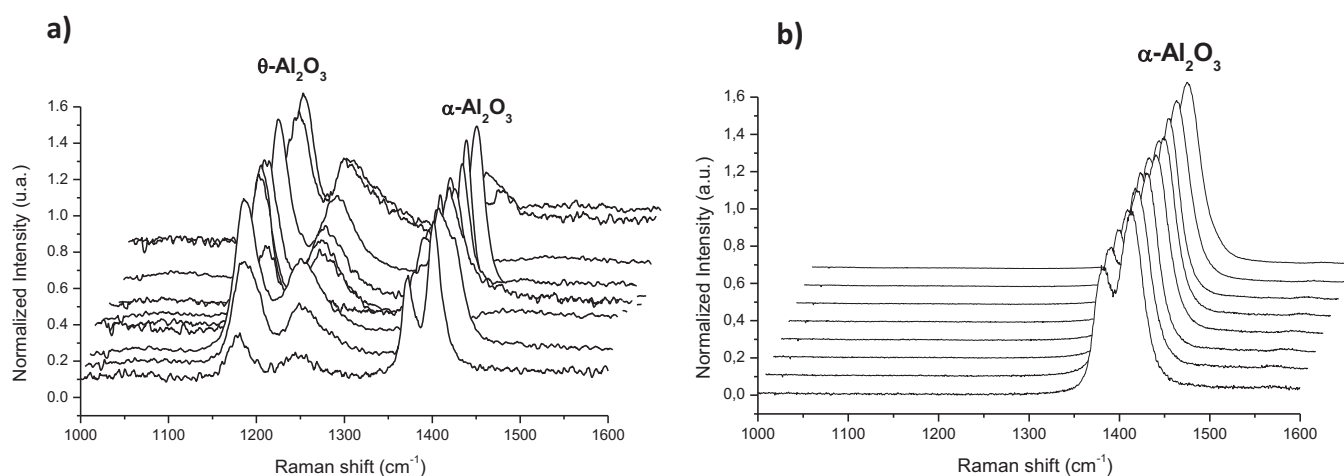 a)
θ-Al₂O₃
α-Al₂O₃
1.6
1.4
1.2
1.0
0.8
0.6
0.4
0.2
0.0
Normalized Intensity (u.a.)
1000 1100 1200 1300 1400 1500 1600
Raman shift (cm⁻¹)
b)
α-Al₂O₃
1,6
1,4
1,2
1,0
0,8
0,6
0,4
0,2
0,0
Normalized Intensity (a.u.)
1000 1100 1200 1300 1400 1500 1600
Raman shift (cm⁻¹)